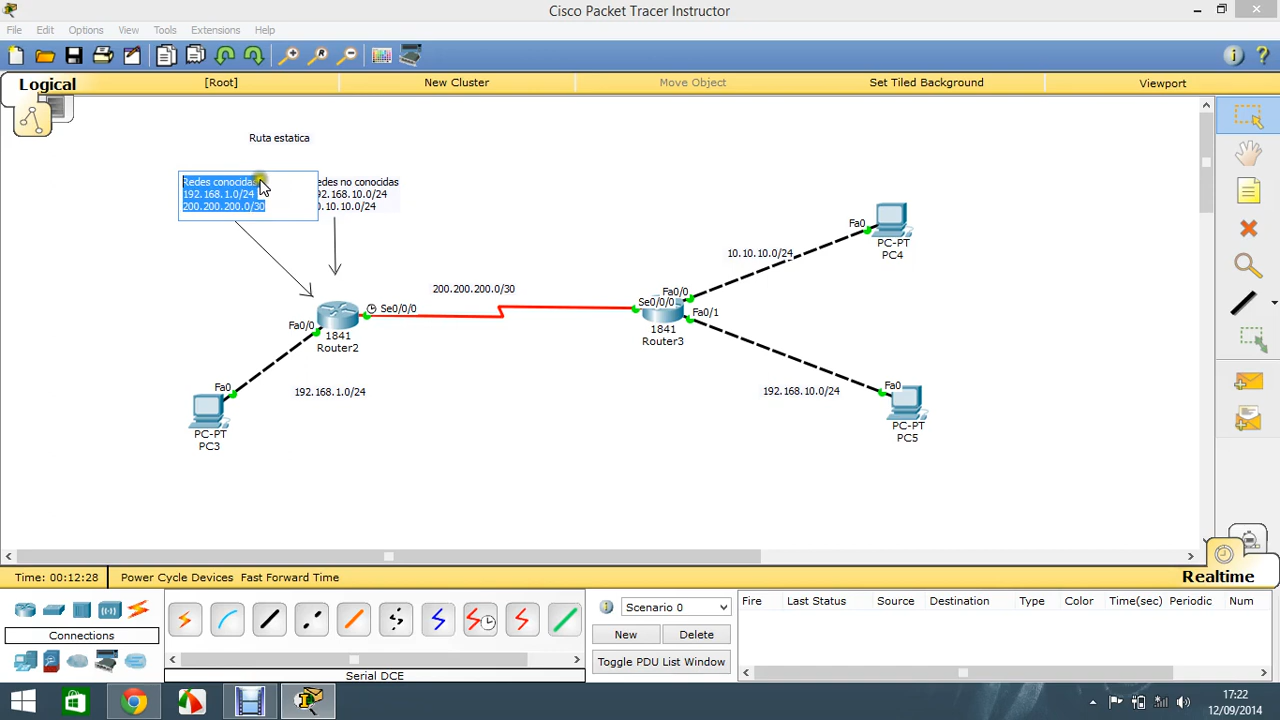 Cisco Packet Tracer Instructor
File Edit Options View Tools Extensions Help
Logical [Root] New Cluster Move Object Set Tiled Background Viewport
Ruta estatica
Redes conocidas
192.168.1.0/24
200.200.200.0/30
edes no conocidas
92.168.10.0/24
0.10.10.0/24
Fa0
PC-PT
PC4
10.10.10.0/24
200.200.200.0/30
Fa0/0
Se0/0/0
Se0/0/0
Fa0/1
Fa0/0
1841
Router2
1841
Router3
Fa0
192.168.1.0/24
PC-PT
PC3
192.168.10.0/24
Fa0
PC-PT
PC5
Time: 00:12:28 Power Cycle Devices Fast Forward Time
Realtime
Connections
Serial DCE
Scenario 0
New Delete
Toggle PDU List Window
Fire Last Status Source Destination Type Color Time(sec) Periodic Num
17:22
12/09/2014